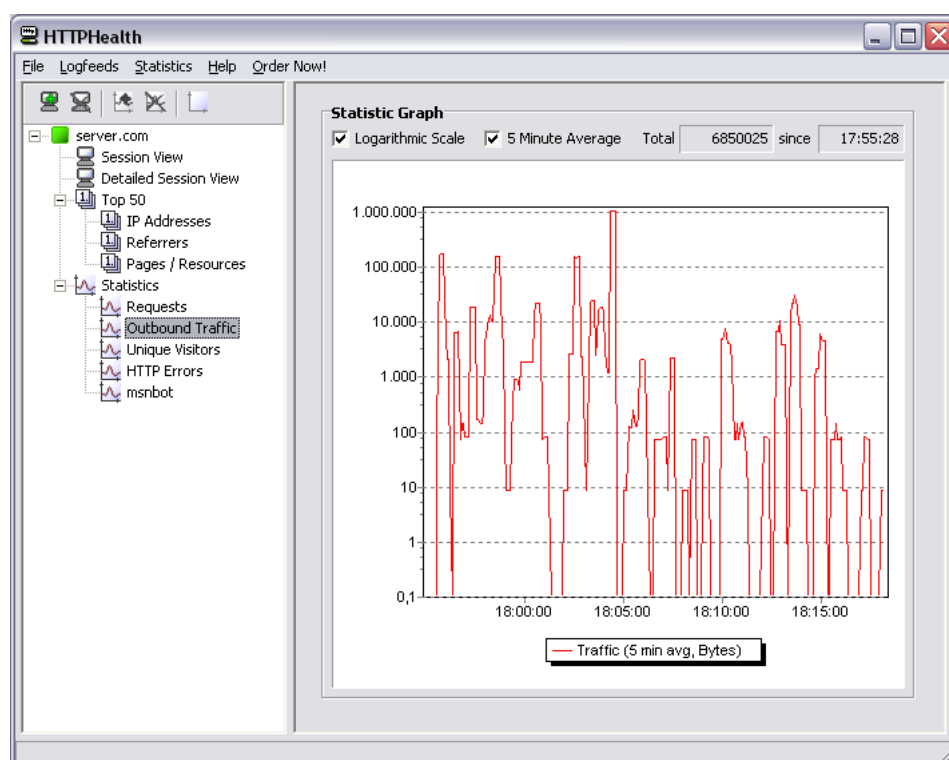 HTTPHealth
File Logfeeds Statistics Help Order Now!
server.com
Session View
Detailed Session View
Top 50
IP Addresses
Referrers
Pages / Resources
Statistics
Requests
Outbound Traffic
Unique Visitors
HTTP Errors
msnbot
Statistic Graph
Logarithmic Scale 5 Minute Average Total 6850025 since 17:55:28
1.000.000
100.000
10.000
1.000
100
10
1
0,1
18:00:00 18:05:00 18:10:00 18:15:00
Traffic (5 min avg, Bytes)